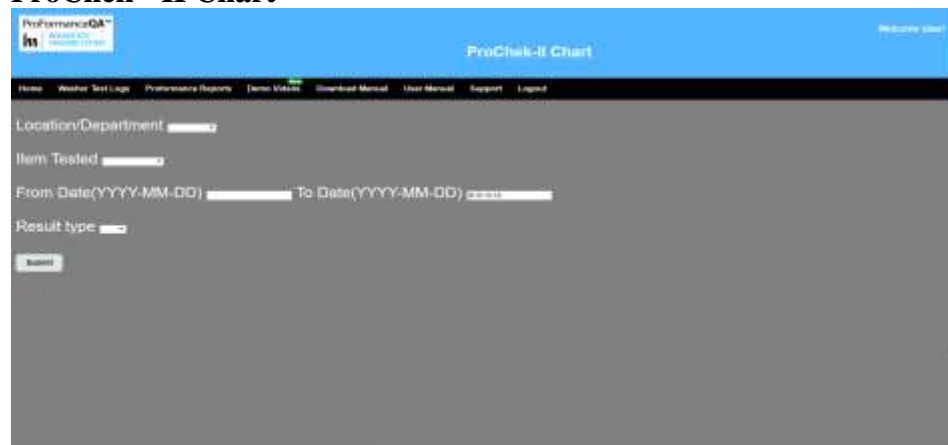 ProFormanceQA™
ProChek-II Chart
Welcome User!
Home Washer Test Logs Proformance Reports Demo Videos Download Manual User Manual Support Logout
Location/Department
Item Tested
From Date(YYYY-MM-DD) To Date(YYYY-MM-DD)
Result type
Submit